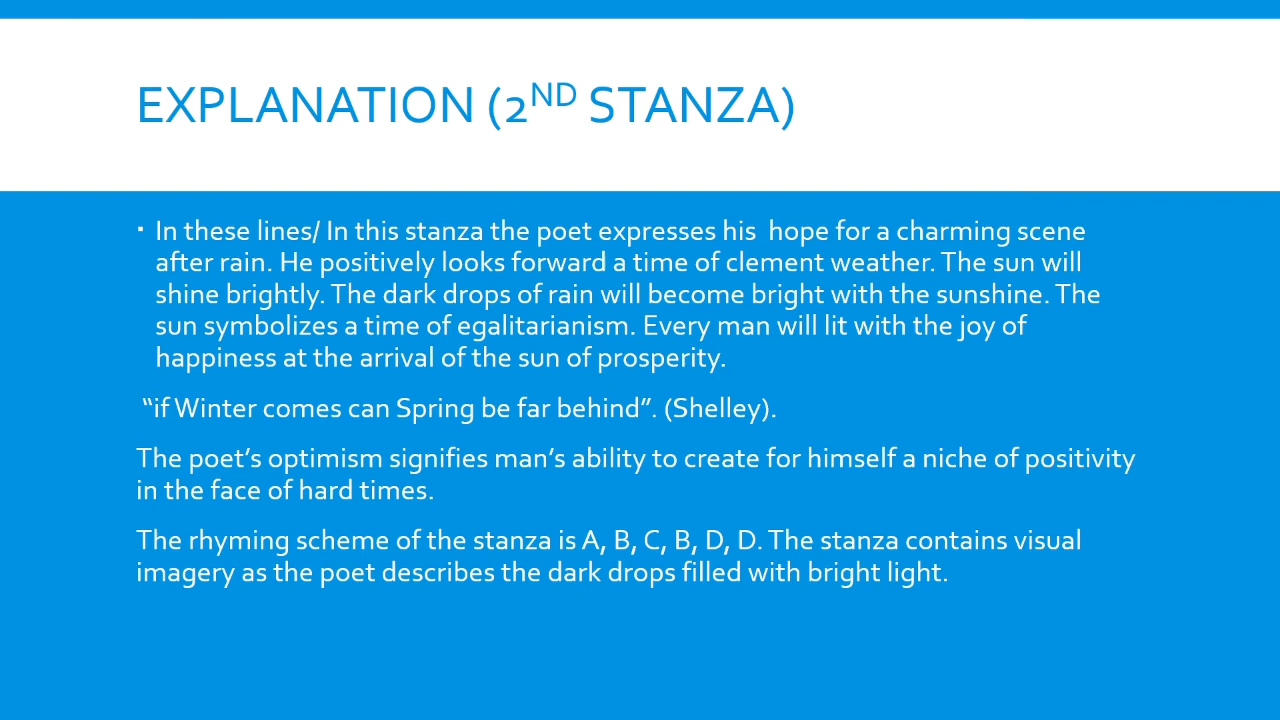 EXPLANATION (2ND STANZA)
▪ In these lines/ In this stanza the poet expresses his  hope for a charming scene
after rain. He positively looks forward a time of clement weather. The sun will
shine brightly. The dark drops of rain will become bright with the sunshine. The
sun symbolizes a time of egalitarianism. Every man will lit with the joy of
happiness at the arrival of the sun of prosperity.
“if Winter comes can Spring be far behind”. (Shelley).
The poet’s optimism signifies man’s ability to create for himself a niche of positivity
in the face of hard times.
The rhyming scheme of the stanza is A, B, C, B, D, D. The stanza contains visual
imagery as the poet describes the dark drops filled with bright light.